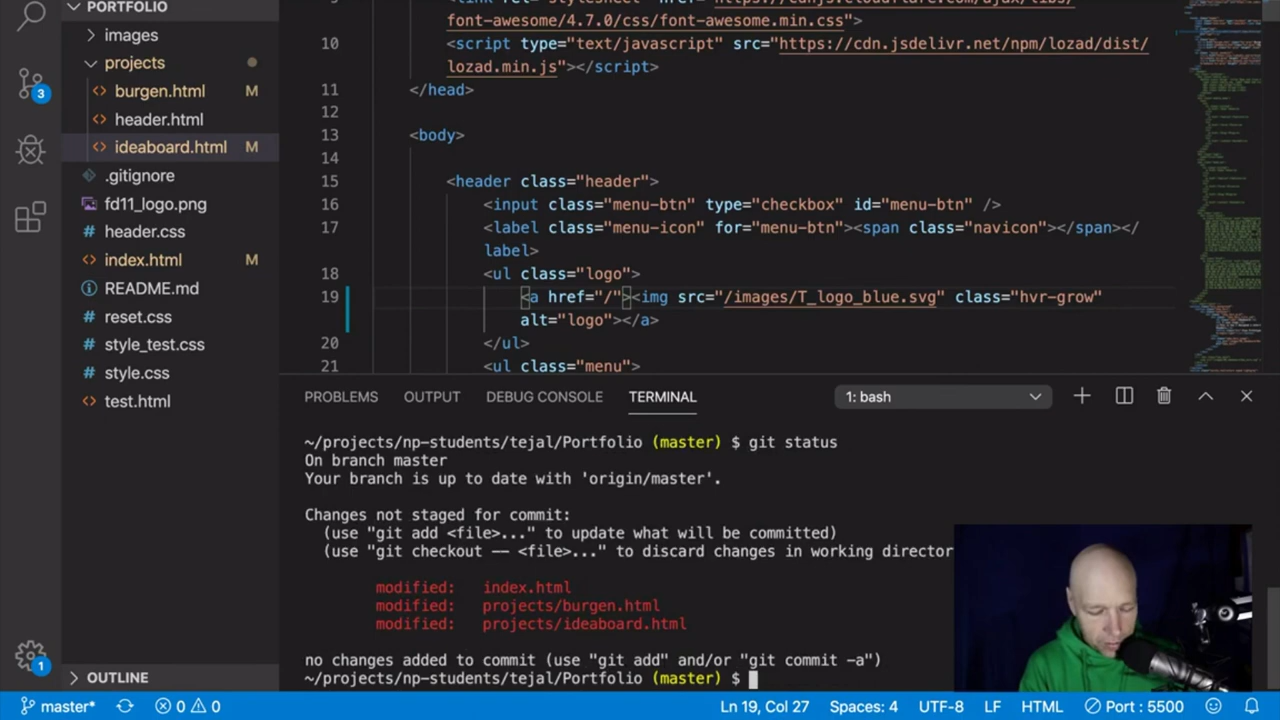 PORTFOLIO
images
projects
burgen.html M
header.html
ideaboard.html M
.gitignore
fd11_logo.png
header.css
index.html M
README.md
reset.css
style_test.css
style.css
test.html
OUTLINE
3
1
font-awesome/4.7.0/css/font-awesome.min.css">
10 <script type="text/javascript" src="https://cdn.jsdelivr.net/npm/lozad/dist/
lozad.min.js"></script>
11 </head>
12
13 <body>
14
15 <header class="header">
16 <input class="menu-btn" type="checkbox" id="menu-btn" />
17 <label class="menu-icon" for="menu-btn"><span class="navicon"></span></
label>
18 <ul class="logo">
19 <a href="/"><img src="/images/T_logo_blue.svg" class="hvr-grow"
alt="logo"></a>
20 </ul>
21 <ul class="menu">
PROBLEMS OUTPUT DEBUG CONSOLE TERMINAL 1: bash
~/projects/np-students/tejal/Portfolio (master) $ git status
On branch master
Your branch is up to date with 'origin/master'.
Changes not staged for commit:
(use "git add <file>..." to update what will be committed)
(use "git checkout -- <file>..." to discard changes in working director
modified: index.html
modified: projects/burgen.html
modified: projects/ideaboard.html
no changes added to commit (use "git add" and/or "git commit -a")
~/projects/np-students/tejal/Portfolio (master) $
master* 0 0 Ln 19, Col 27 Spaces: 4 UTF-8 LF HTML Port : 5500